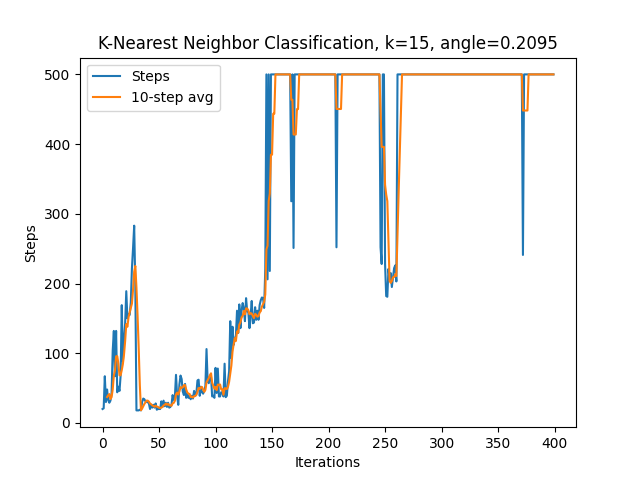 K-Nearest Neighbor Classification, k=15, angle=0.2095
Steps
10-step avg
Steps
500
400
300
200
100
0
0 50 100 150 200 250 300 350 400
Iterations